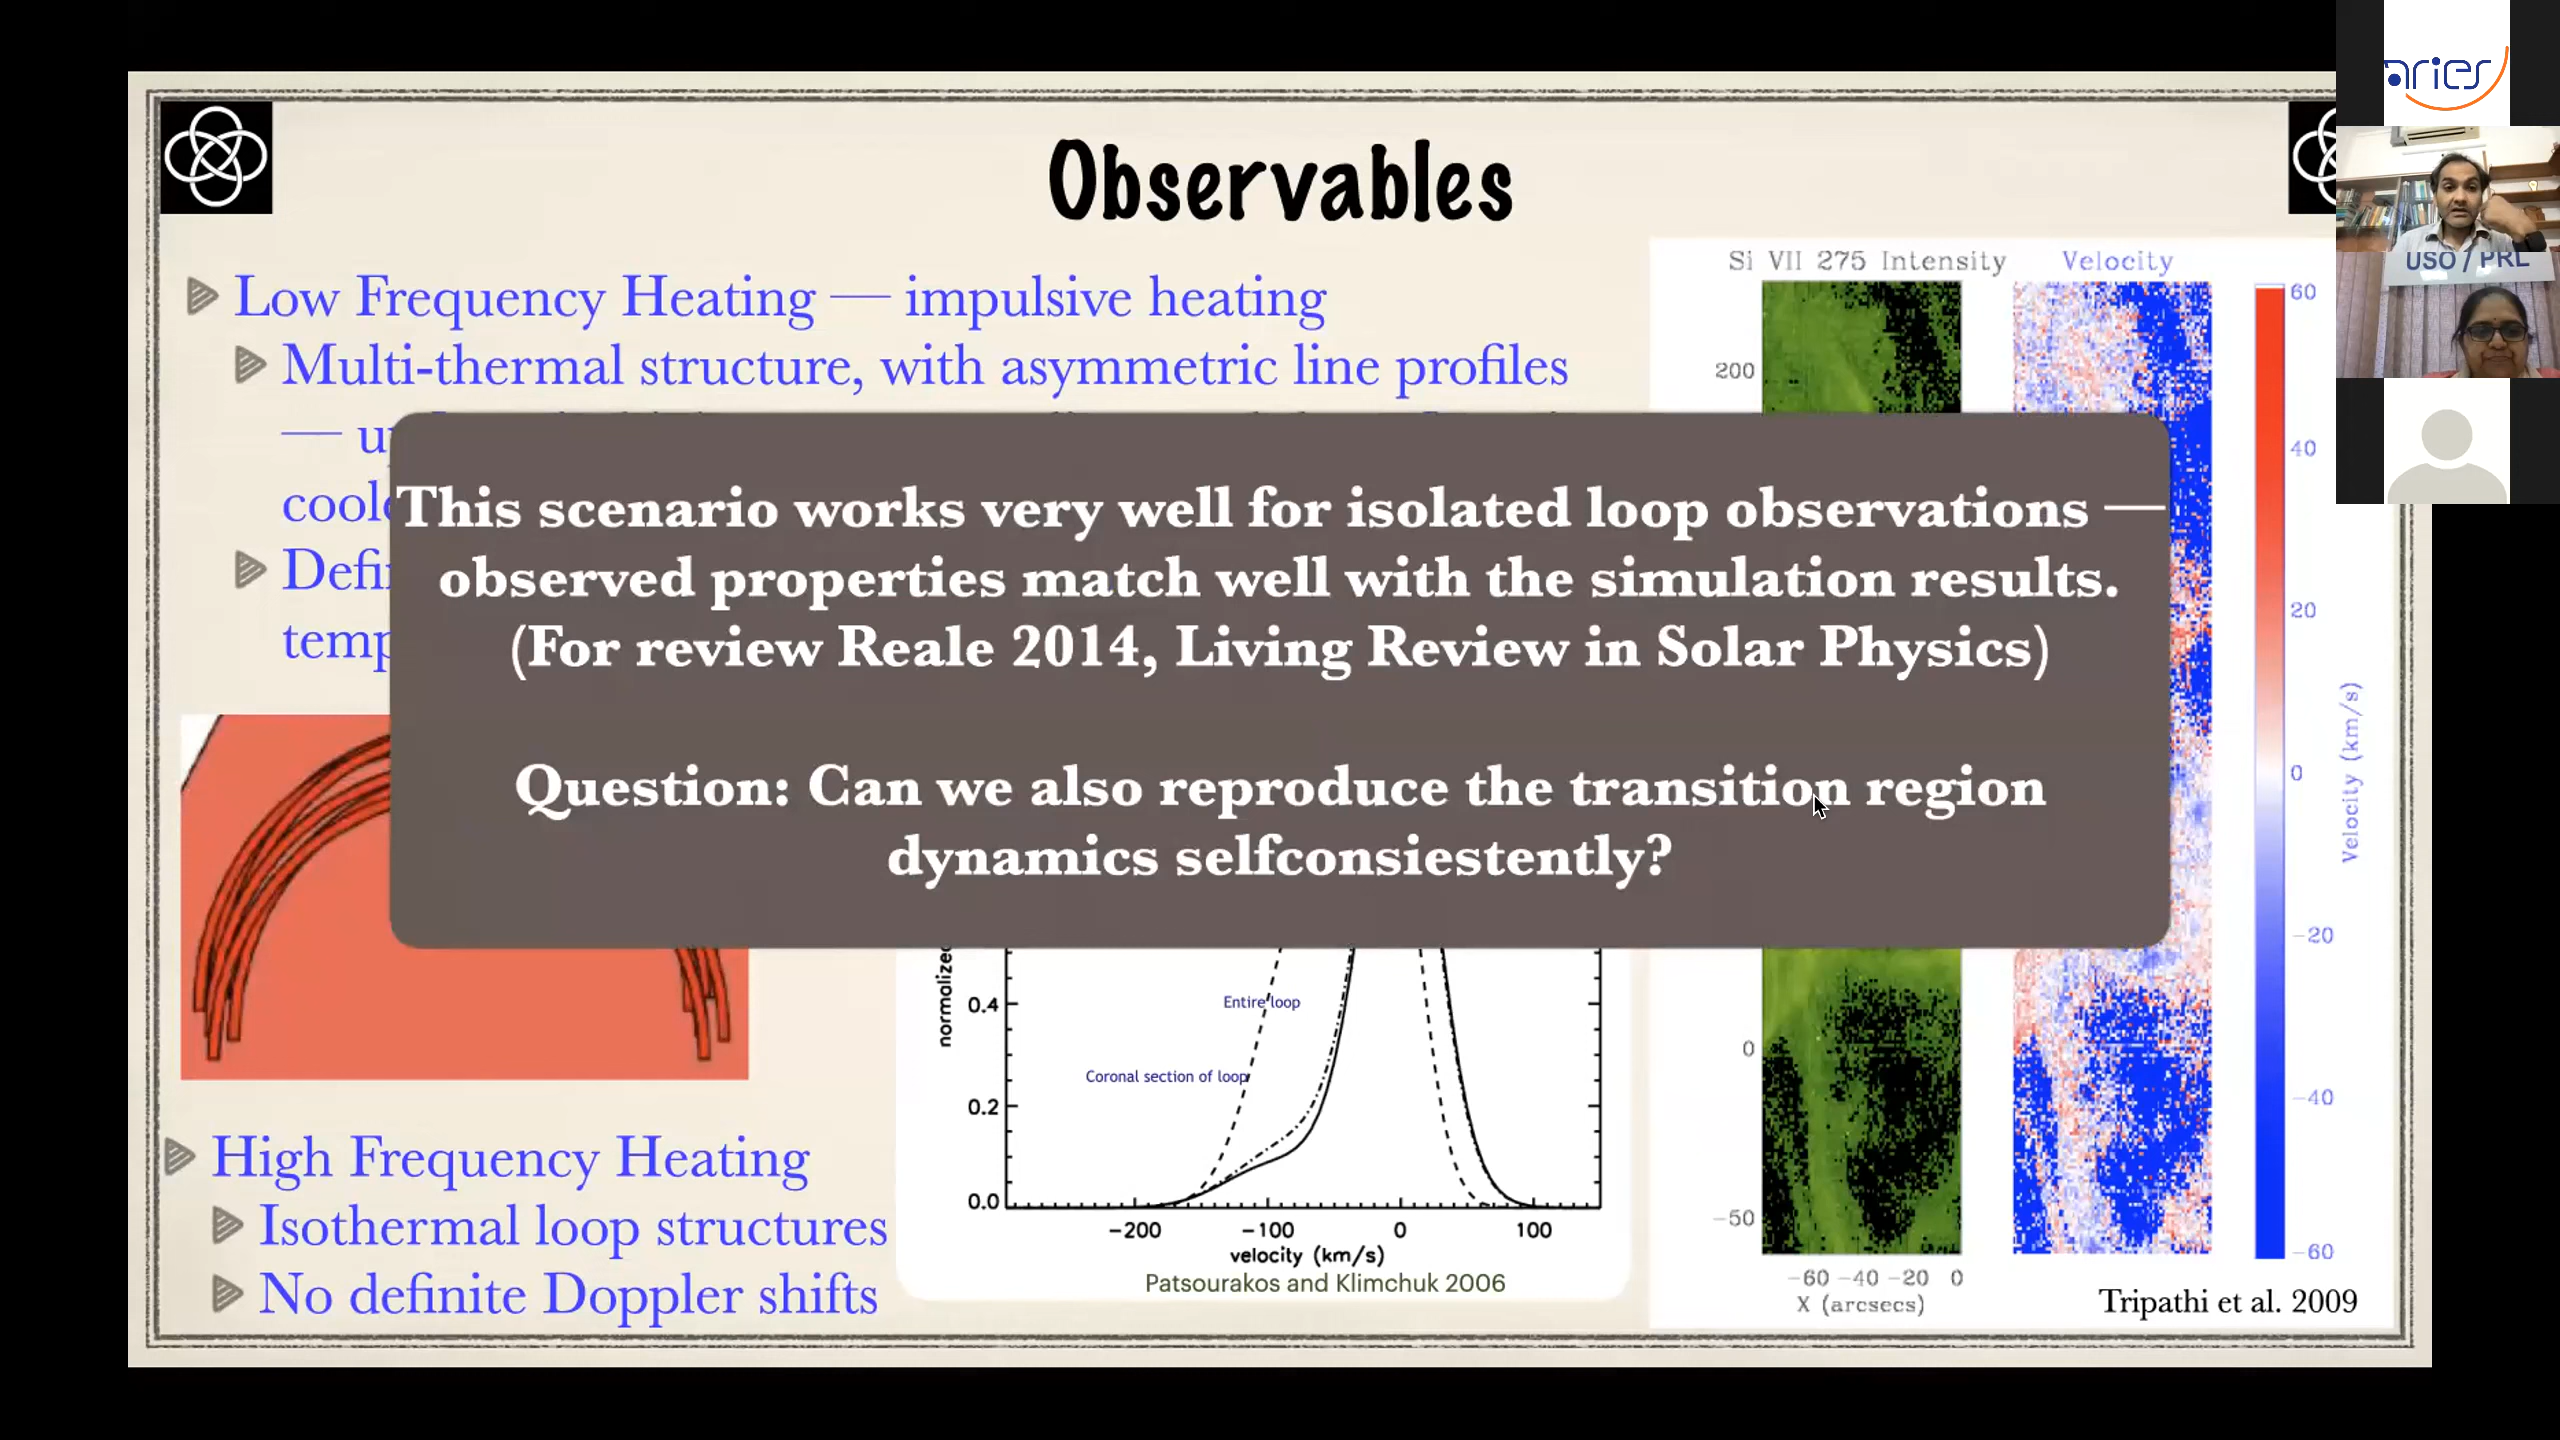 aries
Observables
USO / PRL
Low Frequency Heating — impulsive heating
Multi-thermal structure, with asymmetric line profiles
—
This scenario works very well for isolated loop observations —
observed properties match well with the simulation results.
(For review Reale 2014, Living Review in Solar Physics)
Question: Can we also reproduce the transition region
dynamics selfconsiestently?
High Frequency Heating
Isothermal loop structures
No definite Doppler shifts
normalized
0.4
0.2
0.0
Entire loop
Coronal section of loop
-200 -100 0 100
velocity (km/s)
Patsourakos and Klimchuk 2006
Si VII 275 Intensity
Velocity
200
0
-50
-60 -40 -20 0
X (arcsecs)
60
40
20
0
-20
-40
-60
Velocity (km/s)
Tripathi et al. 2009